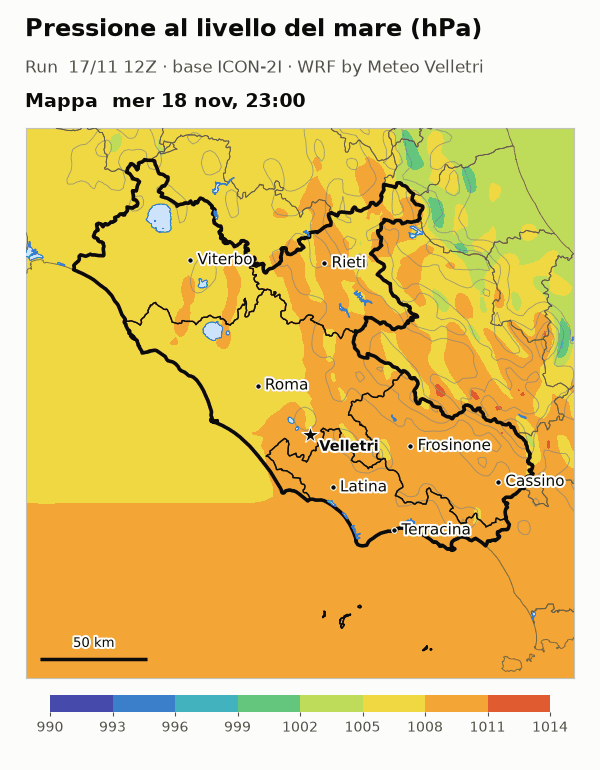 Pressione al livello del mare (hPa)
Run  17/11 12Z · base ICON-2I · WRF by Meteo Velletri
Mappa  mer 18 nov, 23:00
Viterbo
Rieti
Roma
Velletri
Frosinone
Latina
Cassino
Terracina
50 km
990 993 996 999 1002 1005 1008 1011 1014